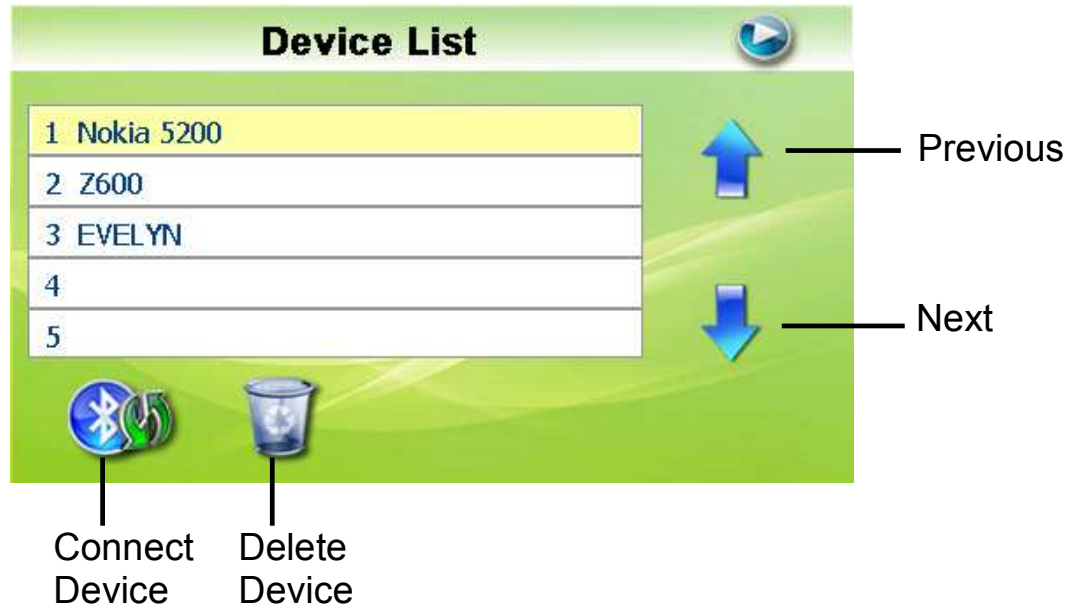 Device List
1 Nokia 5200
2 Z600
3 EVELYN
4
5
Previous
Next
Connect
Device
Delete
Device